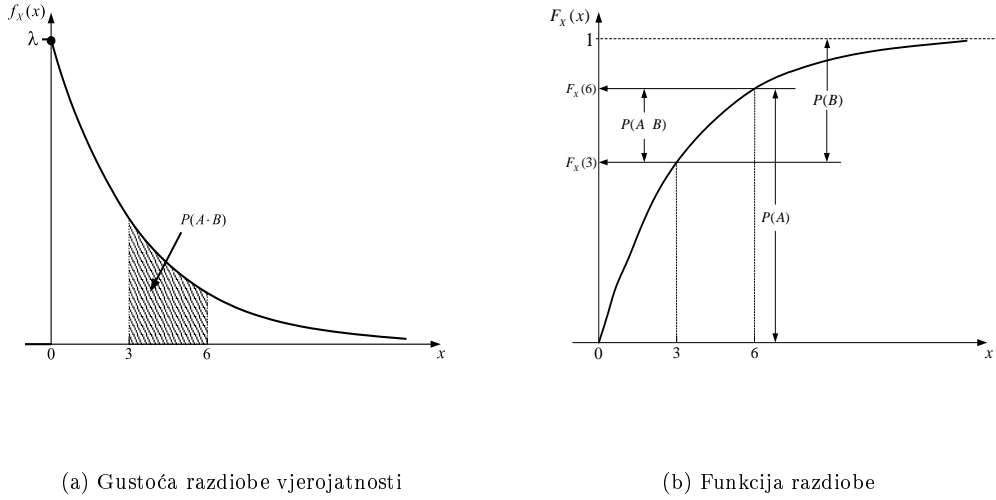 f_X(x)
λ
P(A·B)
0 3 6 x
F_X(x)
1
F_X(6)
P(B)
P(A B)
F_X(3)
P(A)
0 3 6 x
(a) Gustoća razdiobe vjerojatnosti
(b) Funkcija razdiobe